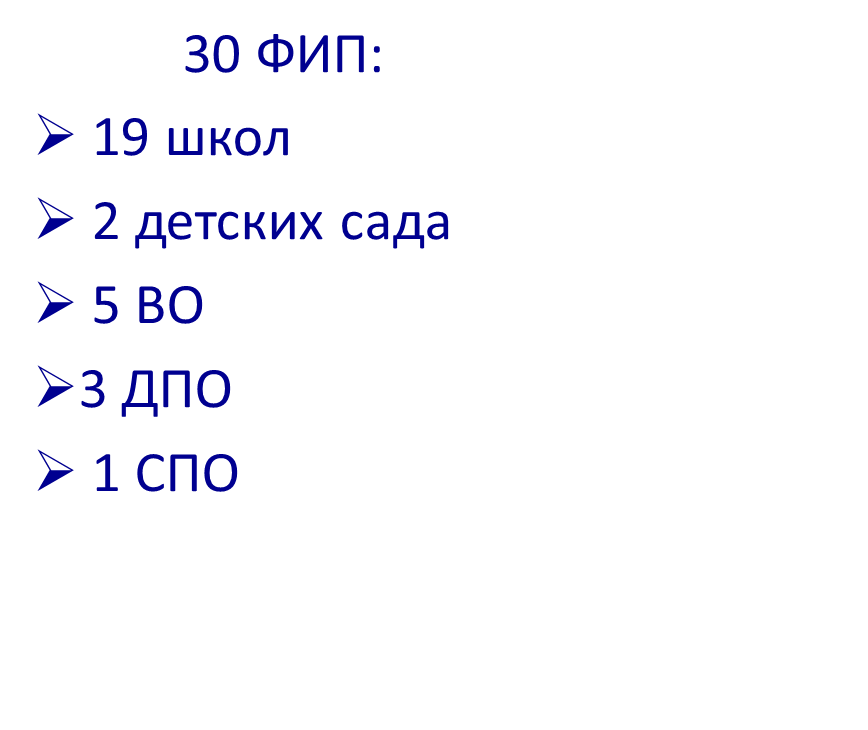 30 ФИП:
➢ 19 школ
➢ 2 детских сада
➢ 5 ВО
➢3 ДПО
➢ 1 СПО